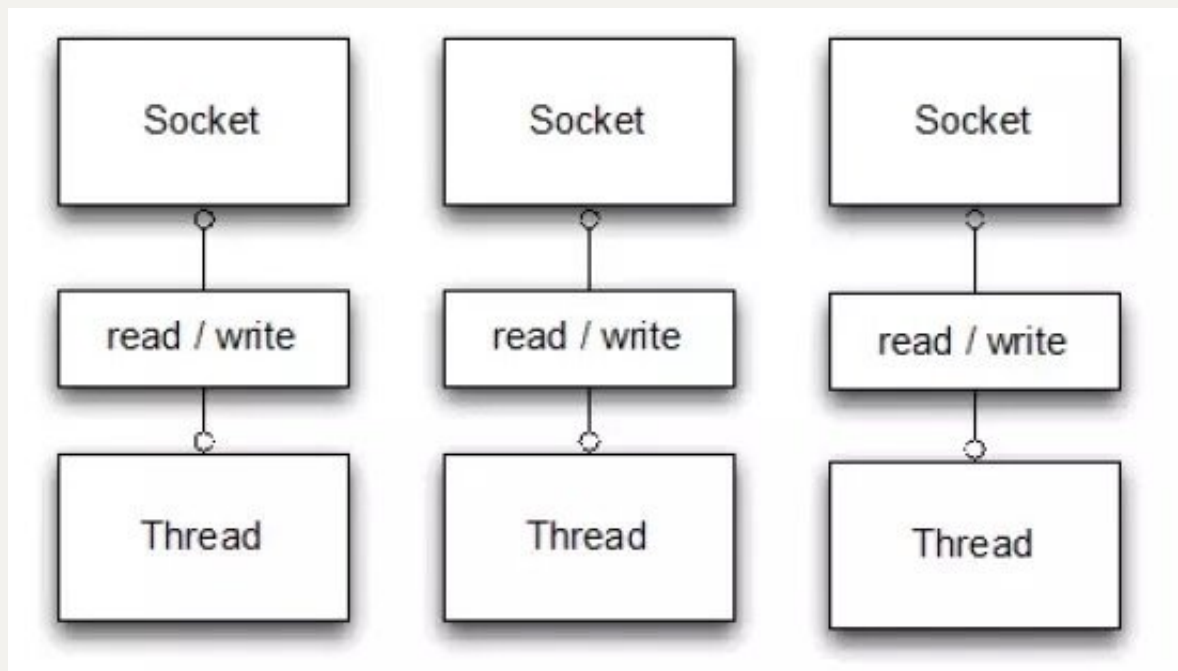 Socket
Socket
Socket
read / write
read / write
read / write
Thread
Thread
Thread